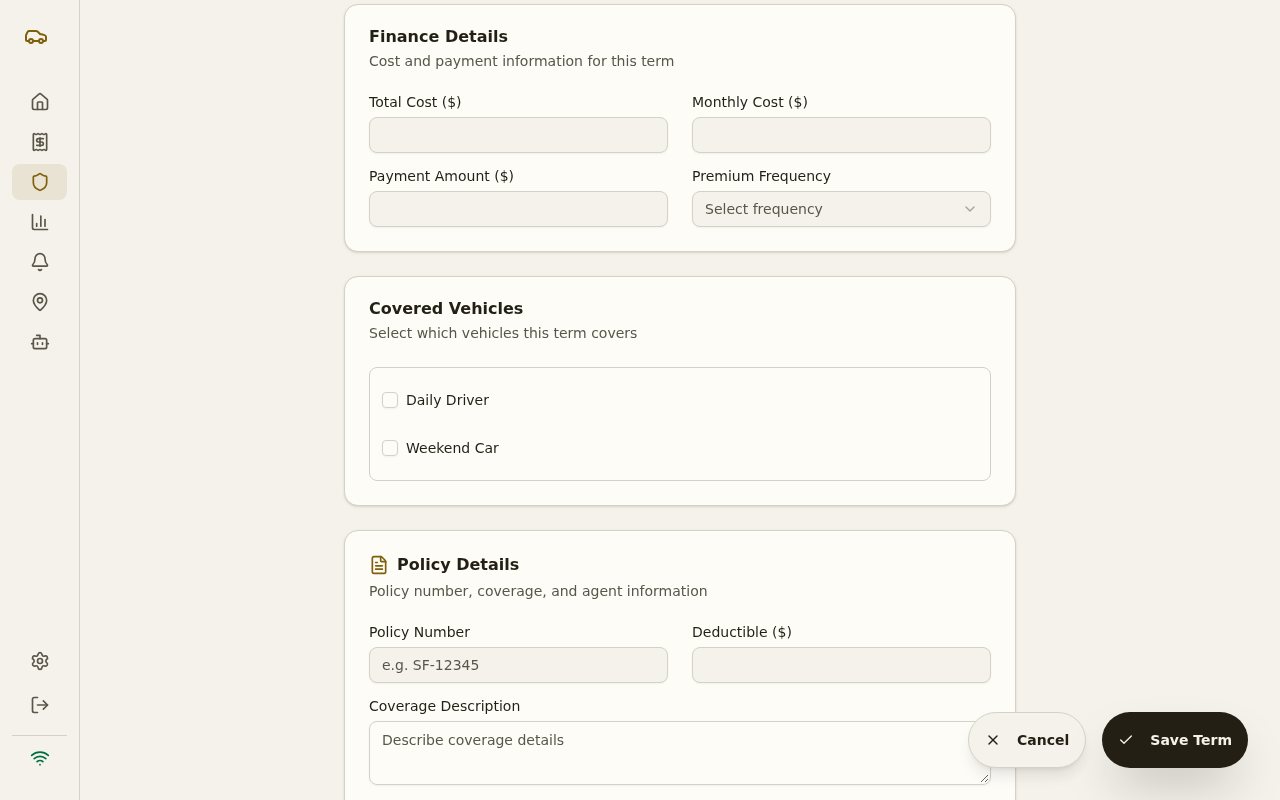 Finance Details
Cost and payment information for this term
Total Cost ($)
Monthly Cost ($)
Payment Amount ($)
Premium Frequency
Select frequency
Covered Vehicles
Select which vehicles this term covers
Daily Driver
Weekend Car
Policy Details
Policy number, coverage, and agent information
Policy Number
Deductible ($)
e.g. SF-12345
Coverage Description
Describe coverage details
Cancel
Save Term